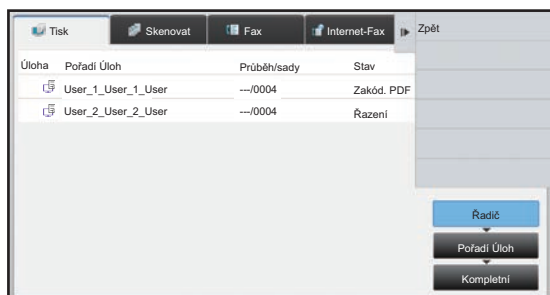 Tisk Skenovat Fax Internet-Fax Zpět
Úloha Pořadí Úloh Průběh/sady Stav
User_1_User_1_User ---/0004 Zakód. PDF
User_2_User_2_User ---/0004 Řazení
Řadič
Pořadí Úloh
Kompletní